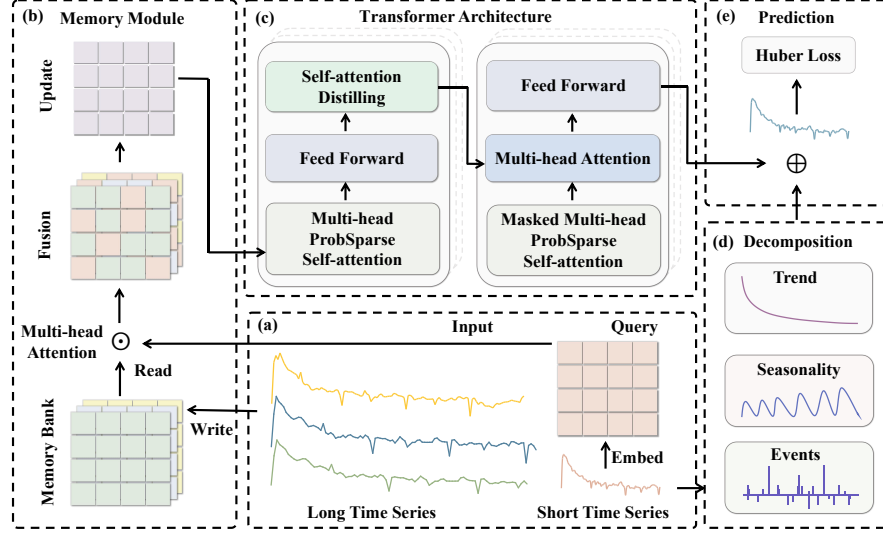 (b) Memory Module
Update
Fusion
Multi-head
Attention
Read
Memory Bank
Write
(c) Transformer Architecture
Self-attention
Distilling
Feed Forward
Multi-head
ProbSparse
Self-attention
Feed Forward
Multi-head Attention
Masked Multi-head
ProbSparse
Self-attention
(a) Input Query
Embed
Long Time Series Short Time Series
(e) Prediction
Huber Loss
(d) Decomposition
Trend
Seasonality
Events